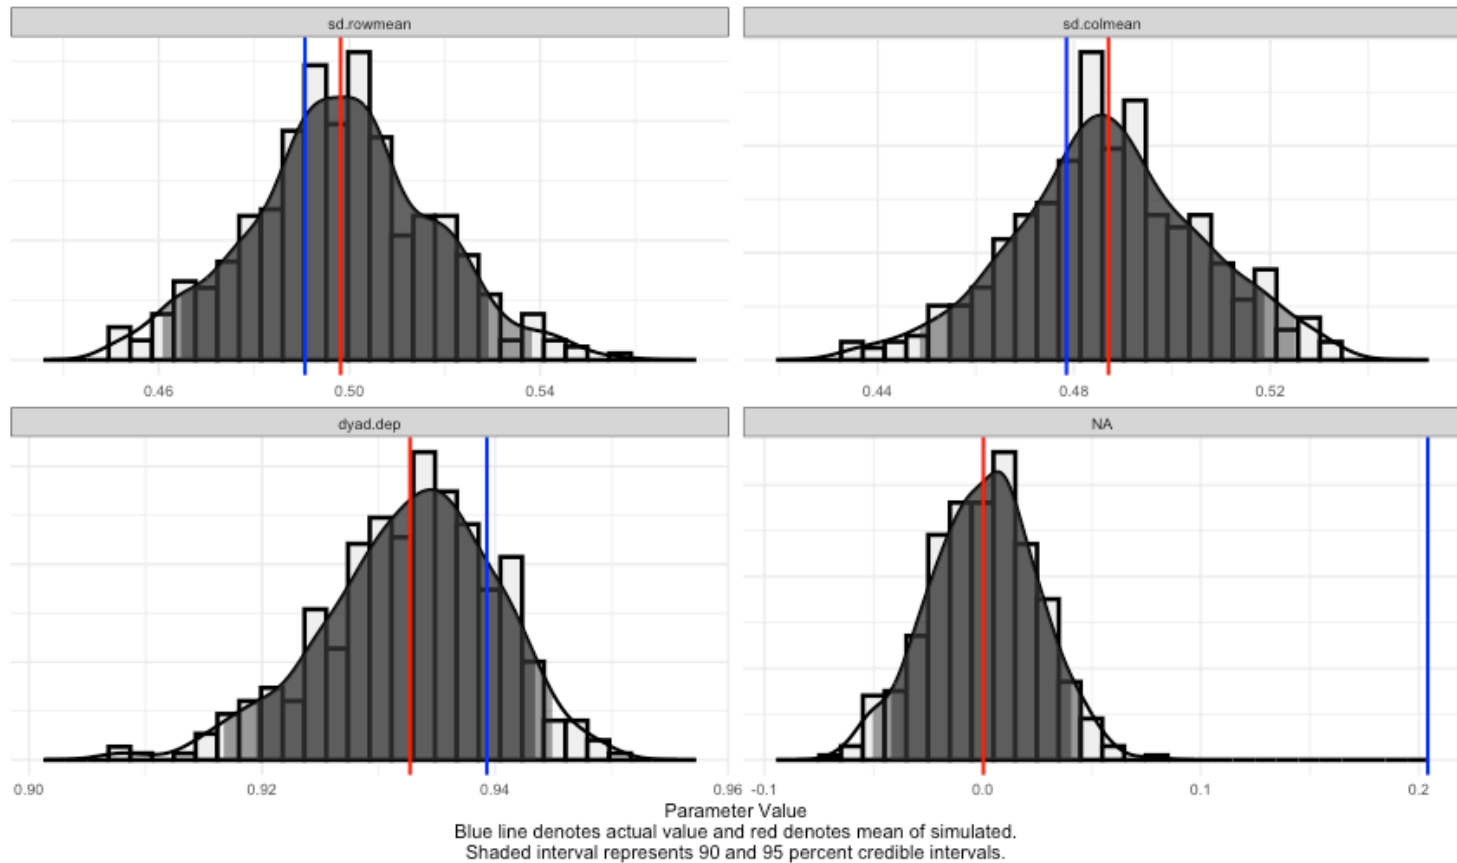 sd.rowmean
sd.colmean
0.46 0.50 0.54
0.44 0.48 0.52
dyad.dep
NA
0.90 0.92 0.94 0.96
-0.1 0.0 0.1 0.2
Parameter Value
Blue line denotes actual value and red denotes mean of simulated.
Shaded interval represents 90 and 95 percent credible intervals.